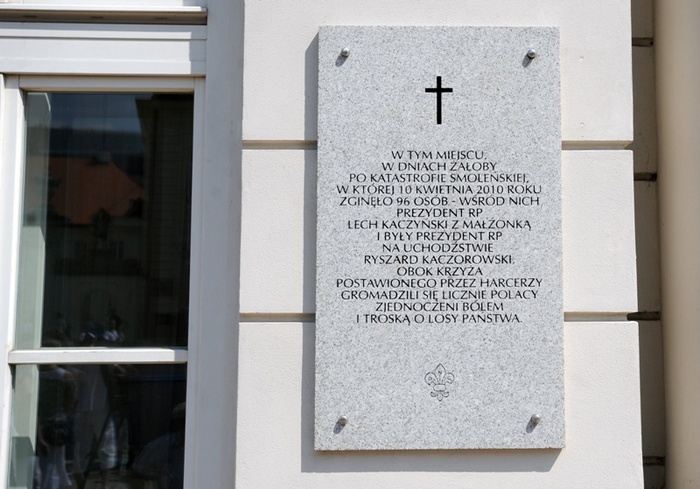 W TYM MIEJSCU,
W DNIACH ŻAŁOBY
PO KATASTROFIE SMOLEŃSKIEJ,
W KTÓREJ 10 KWIETNIA 2010 ROKU
ZGINĘŁO 96 OSÓB - WŚRÓD NICH
PREZYDENT RP
LECH KACZYŃSKI Z MAŁŻONKĄ
I BYŁY PREZYDENT RP
NA UCHODŹSTWIE
RYSZARD KACZOROWSKI;
OBOK KRZYŻA
POSTAWIONEGO PRZEZ HARCERZY
GROMADZILI SIĘ LICZNIE POLACY
ZJEDNOCZENI BÓLEM
I TROSKĄ O LOSY PAŃSTWA.